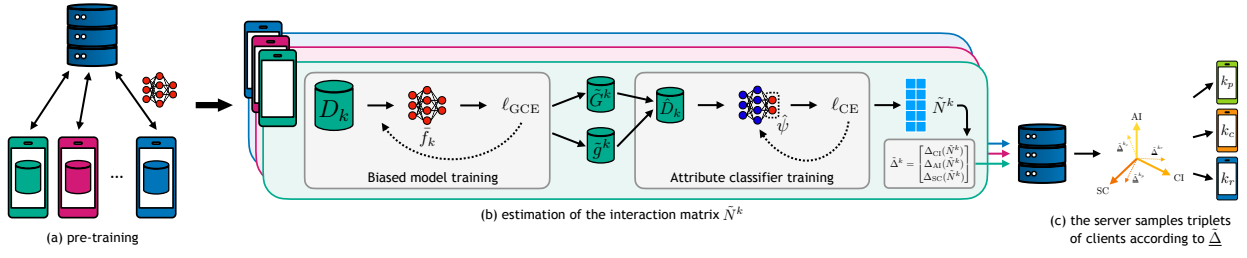 ...
(a) pre-training
D_k
f̄_k
ℓ_GCE
Biased model training
G̃^k
g̃^k
D̂_k
ψ̂
ℓ_CE
Attribute classifier training
Ñ^k
Δ̃^k = [Δ_CI(Ñ^k)
Δ_AI(Ñ^k)
Δ_SC(Ñ^k)]
(b) estimation of the interaction matrix Ñ^k
AI
SC
CI
k_p
k_c
k_r
(c) the server samples triplets
of clients according to Δ̃